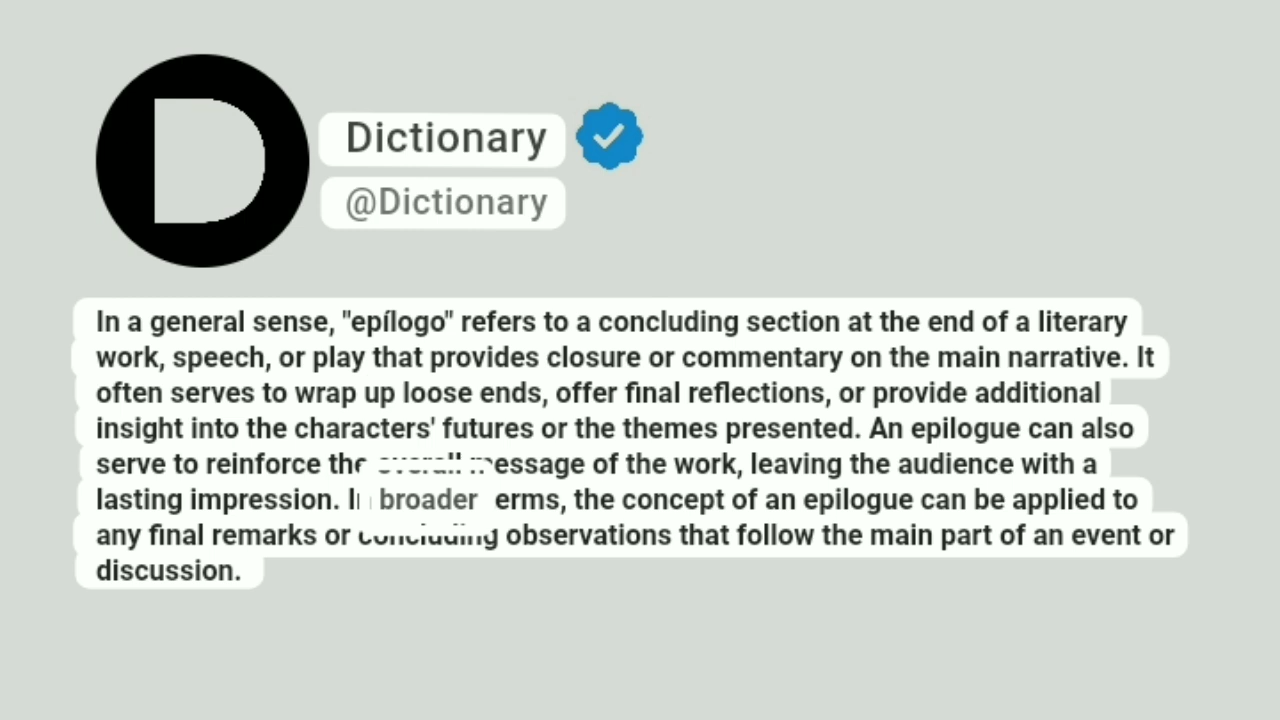 Dictionary
@Dictionary
In a general sense, "epílogo" refers to a concluding section at the end of a literary
work, speech, or play that provides closure or commentary on the main narrative. It
often serves to wrap up loose ends, offer final reflections, or provide additional
insight into the characters' futures or the themes presented. An epilogue can also
serve to reinforce the overall message of the work, leaving the audience with a
lasting impression. In broader erms, the concept of an epilogue can be applied to
any final remarks or concluding observations that follow the main part of an event or
discussion.